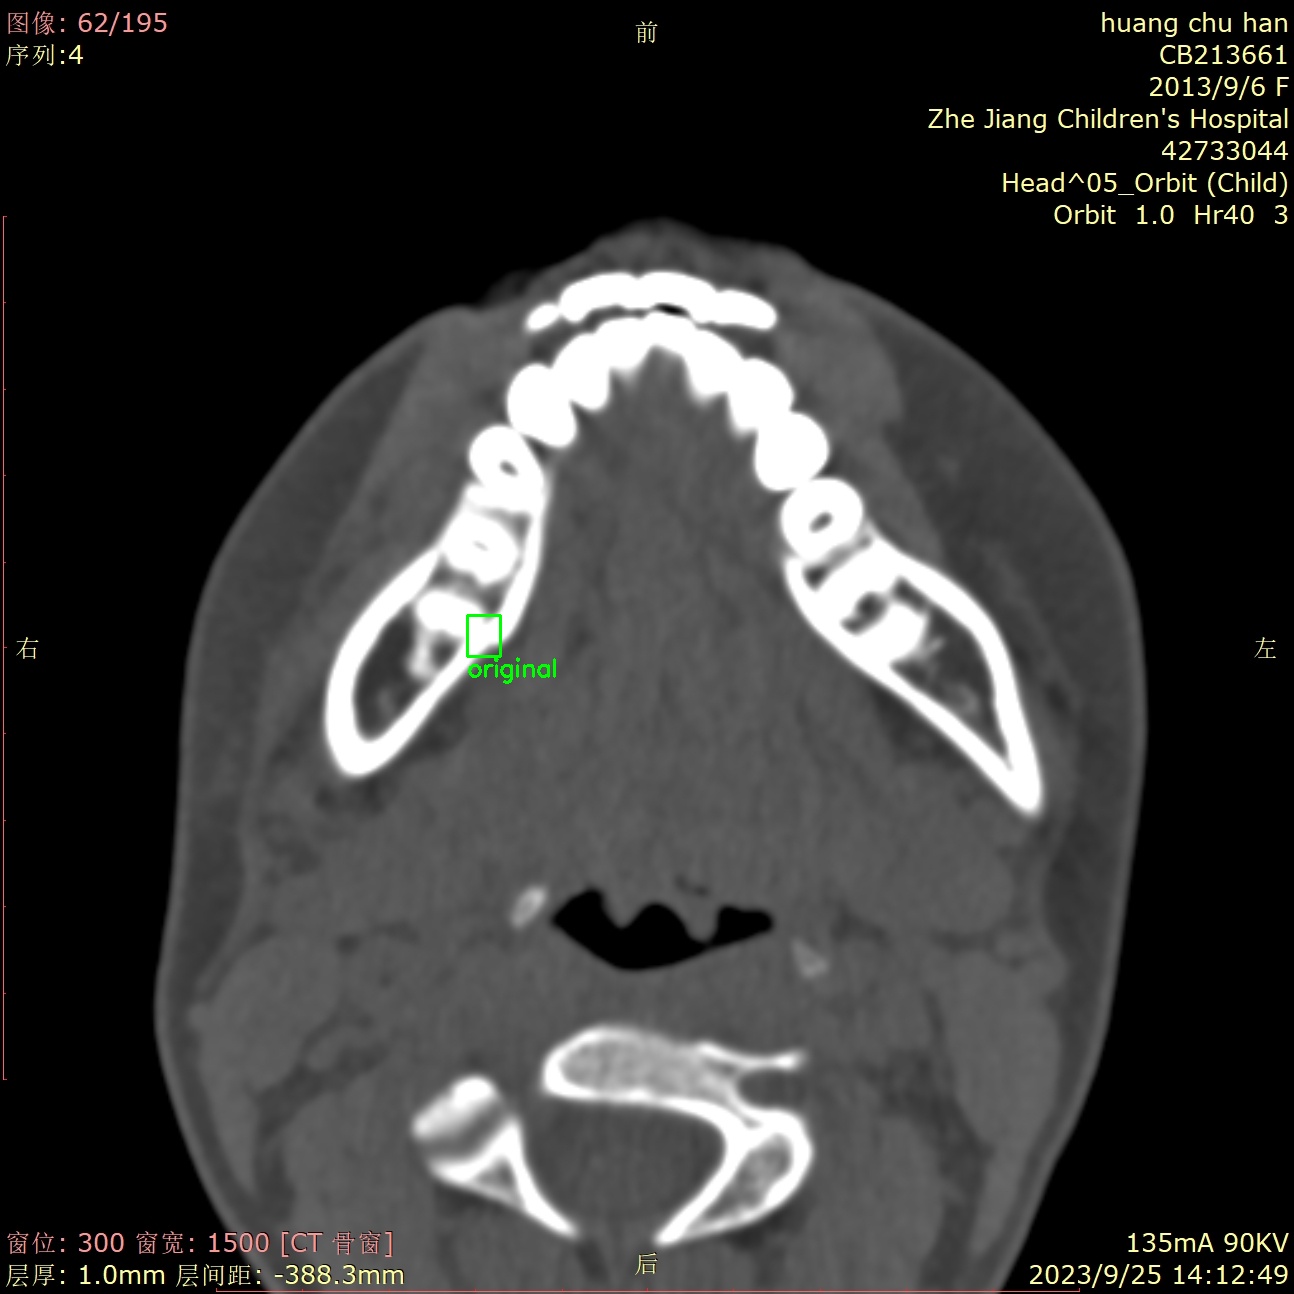 图像: 62/195
序列:4
前
huang chu han
CB213661
2013/9/6 F
Zhe Jiang Children's Hospital
42733044
Head^05_Orbit (Child)
Orbit 1.0 Hr40 3
右
左
original
窗位: 300 窗宽: 1500 [CT 骨窗]
层厚: 1.0mm 层间距: -388.3mm
后
135mA 90KV
2023/9/25 14:12:49